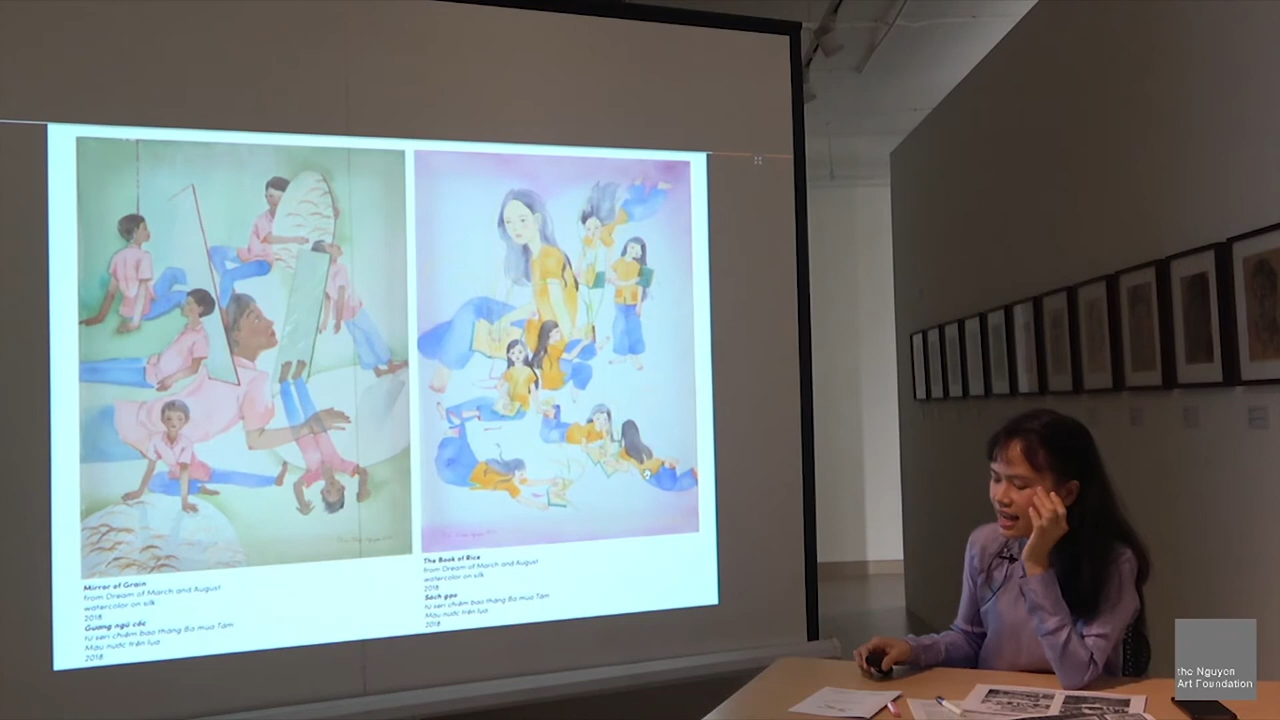 Mirror of Grain
from Dream of March and August
watercolor on silk
2018
Gương ngũ cốc
từ sen chiêm bao tháng Ba mùa Tám
Màu nước trên lụa
2018
The Book of Rice
from Dream of March and August
watercolor on silk
2018
Sách gạo
từ sen chiêm bao tháng Ba mùa Tám
Màu nước trên lụa
2018
the Nguyen
Art Foundation